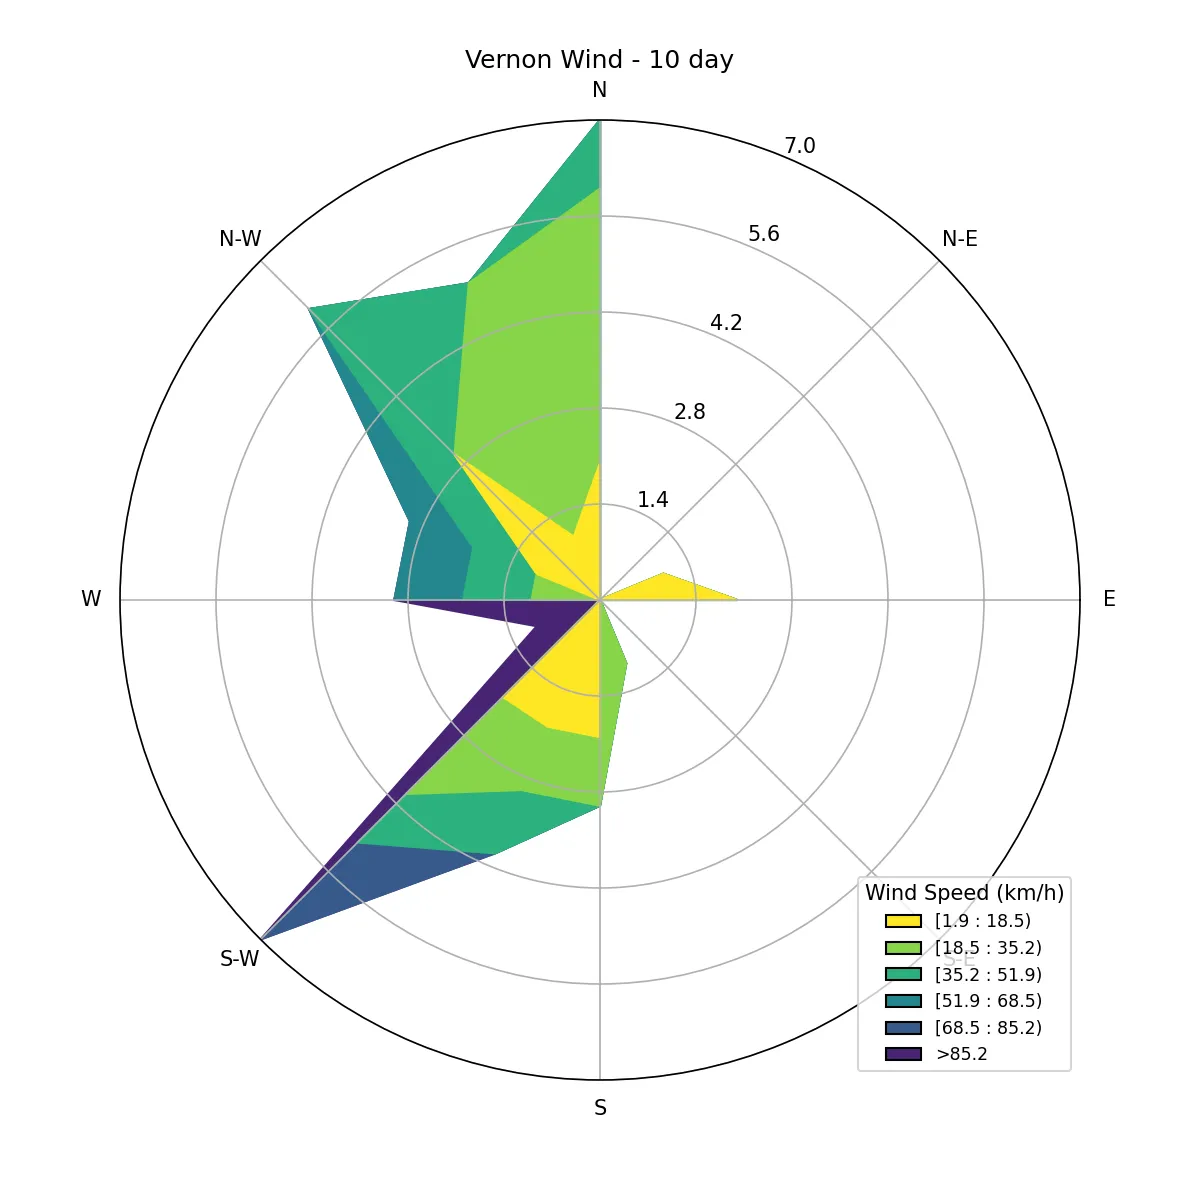 Vernon Wind - 10 day
N
7.0
5.6
N-W
N-E
4.2
2.8
1.4
W
E
S-W
S-E
S
Wind Speed (km/h)
[1.9 : 18.5)
[18.5 : 35.2)
[35.2 : 51.9)
[51.9 : 68.5)
[68.5 : 85.2)
>85.2